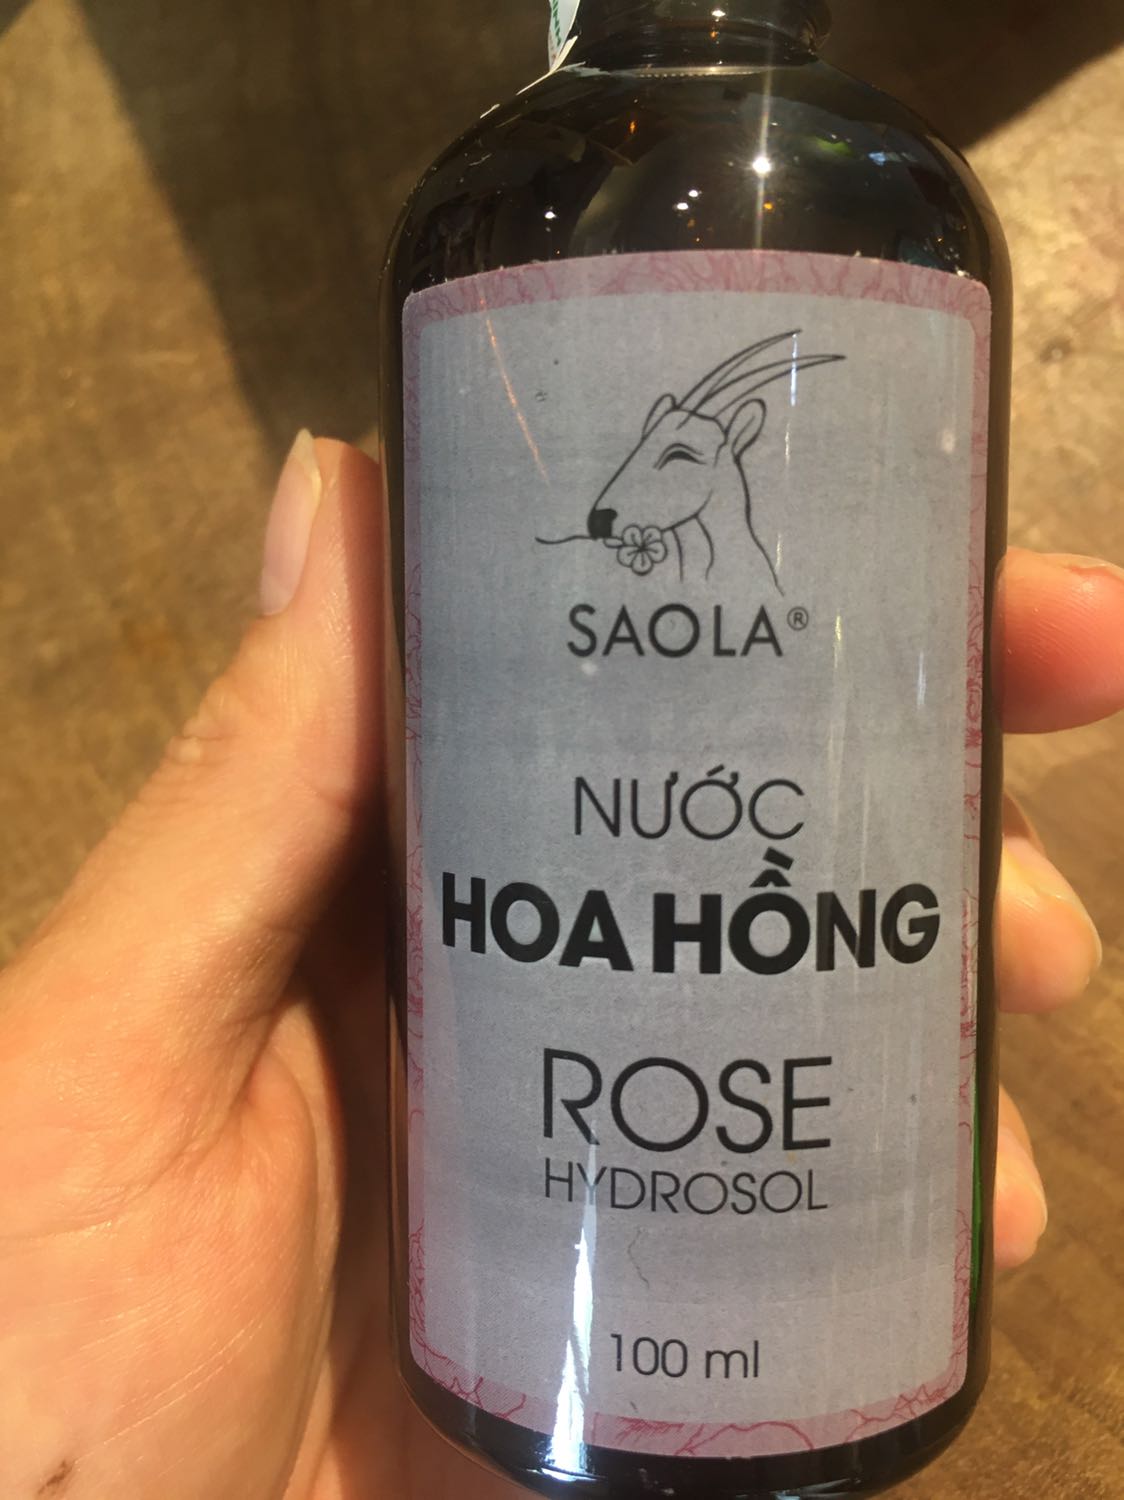 SAOLA®
NƯỚC
HOA HỒNG
ROSE
HYDROSOL
100 ml